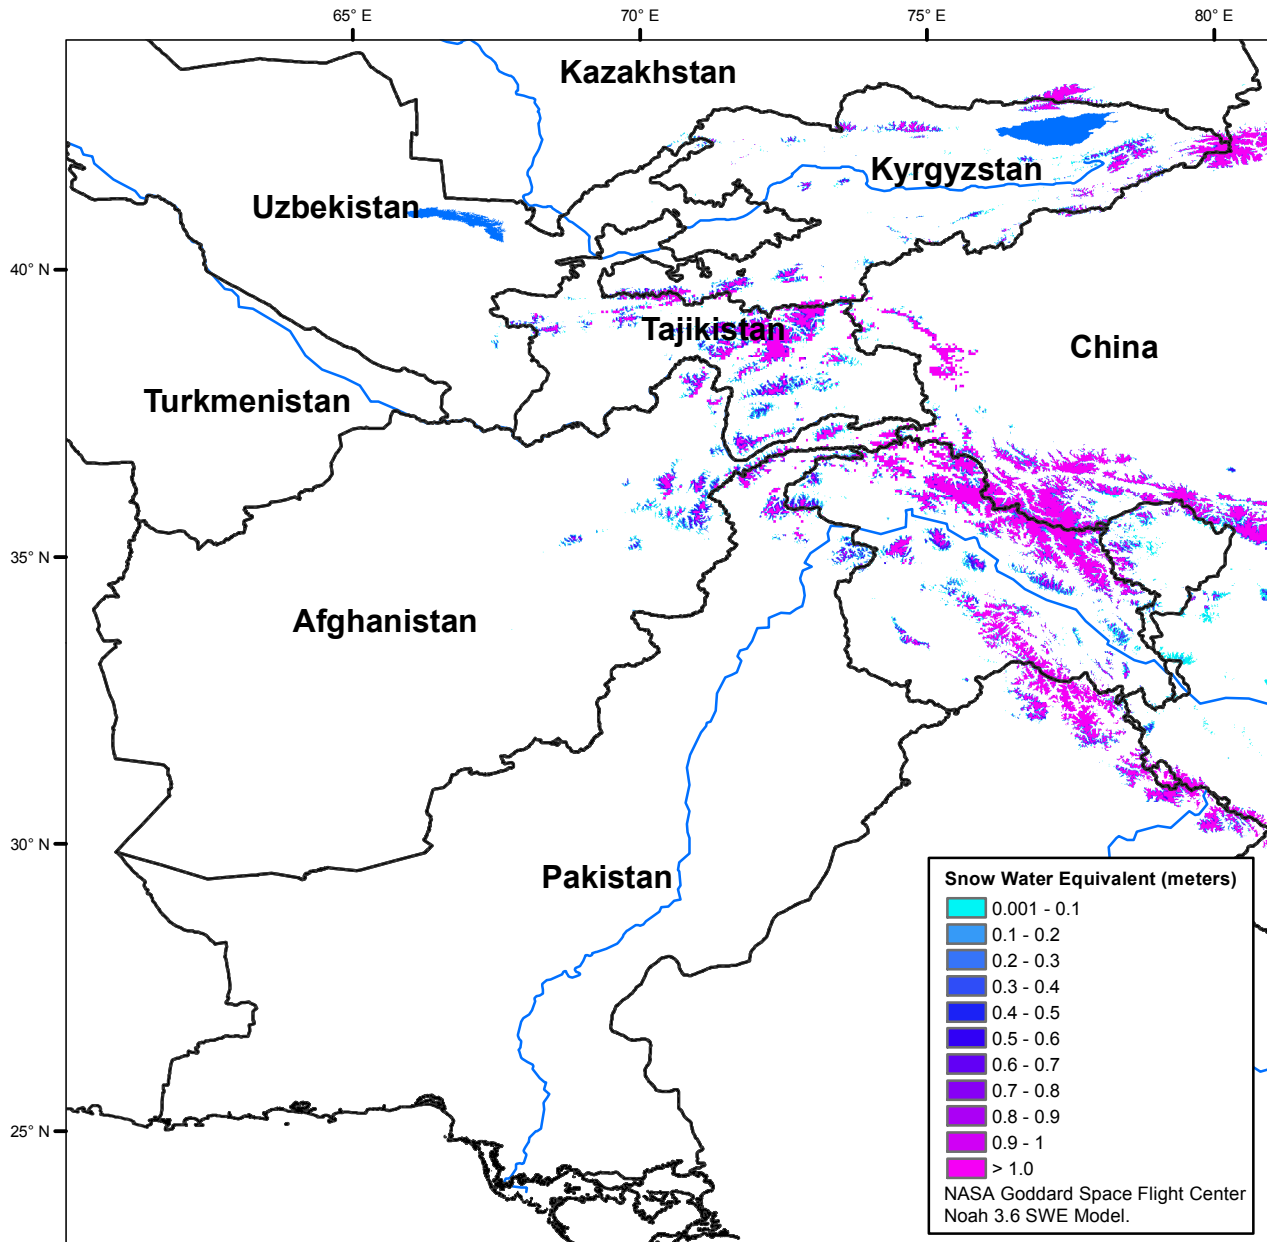 65° E
70° E
75° E
80° E
Kazakhstan
Kyrgyzstan
Uzbekistan
40° N
Tajikistan
China
Turkmenistan
35° N
Afghanistan
30° N
Pakistan
25° N
Snow Water Equivalent (meters)
0.001 - 0.1
0.1 - 0.2
0.2 - 0.3
0.3 - 0.4
0.4 - 0.5
0.5 - 0.6
0.6 - 0.7
0.7 - 0.8
0.8 - 0.9
0.9 - 1
> 1.0
NASA Goddard Space Flight Center
Noah 3.6 SWE Model.